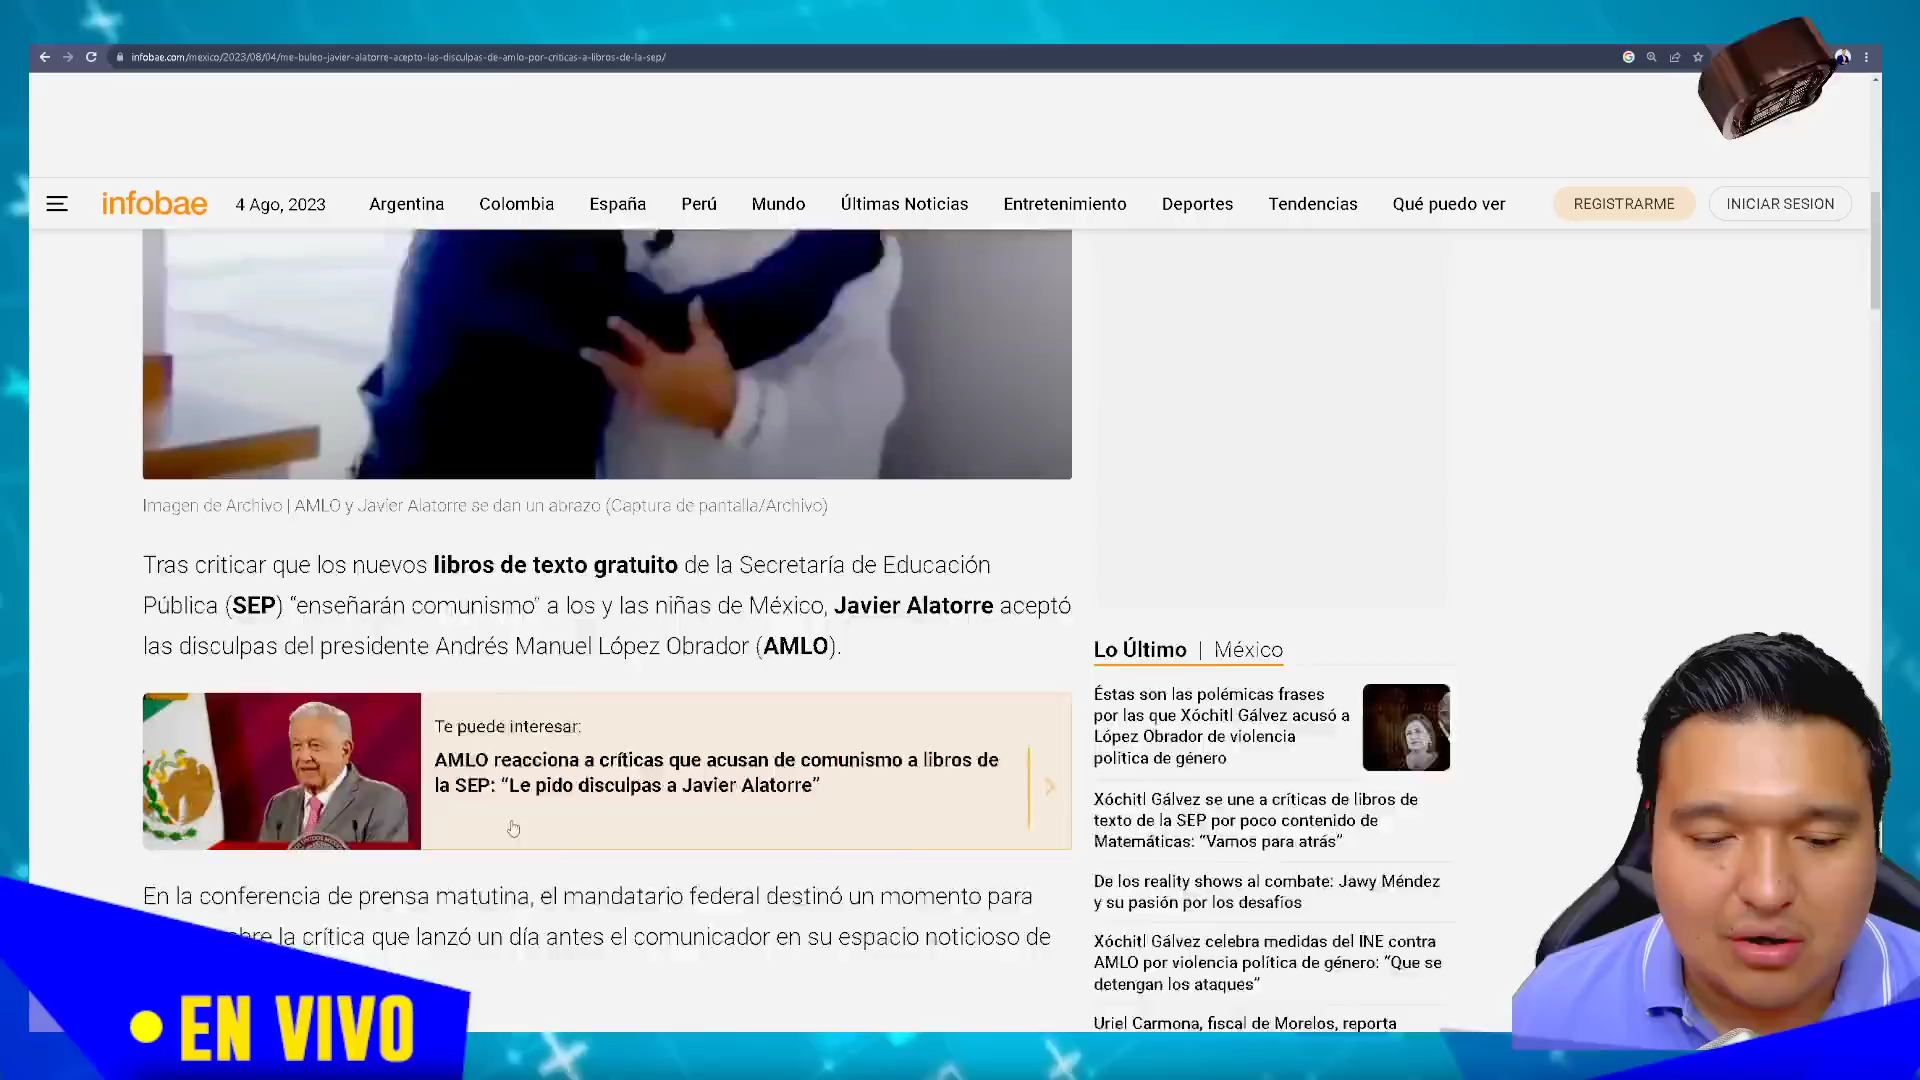 infobae.com/mexico/2023/08/04/me-buleo-javier-alatorre-acepto-las-disculpas-de-amlo-por-criticas-a-libros-de-la-sep/
infobae
4 Ago, 2023
Argentina
Colombia
España
Perú
Mundo
Últimas Noticias
Entretenimiento
Deportes
Tendencias
Qué puedo ver
REGISTRARME
INICIAR SESION
Imagen de Archivo | AMLO y Javier Alatorre se dan un abrazo (Captura de pantalla/Archivo)
Tras criticar que los nuevos libros de texto gratuito de la Secretaría de Educación
Pública (SEP) “enseñarán comunismo” a los y las niñas de México, Javier Alatorre aceptó
las disculpas del presidente Andrés Manuel López Obrador (AMLO).
Te puede interesar:
AMLO reacciona a críticas que acusan de comunismo a libros de
la SEP: “Le pido disculpas a Javier Alatorre”
En la conferencia de prensa matutina, el mandatario federal destinó un momento para
la crítica que lanzó un día antes el comunicador en su espacio noticioso de
Lo Último | México
Éstas son las polémicas frases
por las que Xóchitl Gálvez acusó a
López Obrador de violencia
política de género
Xóchitl Gálvez se une a críticas de libros de
texto de la SEP por poco contenido de
Matemáticas: “Vamos para atrás”
De los reality shows al combate: Jawy Méndez
y su pasión por los desafíos
Xóchitl Gálvez celebra medidas del INE contra
AMLO por violencia política de género: “Que se
detengan los ataques”
Uriel Carmona, fiscal de Morelos, reporta
EN VIVO